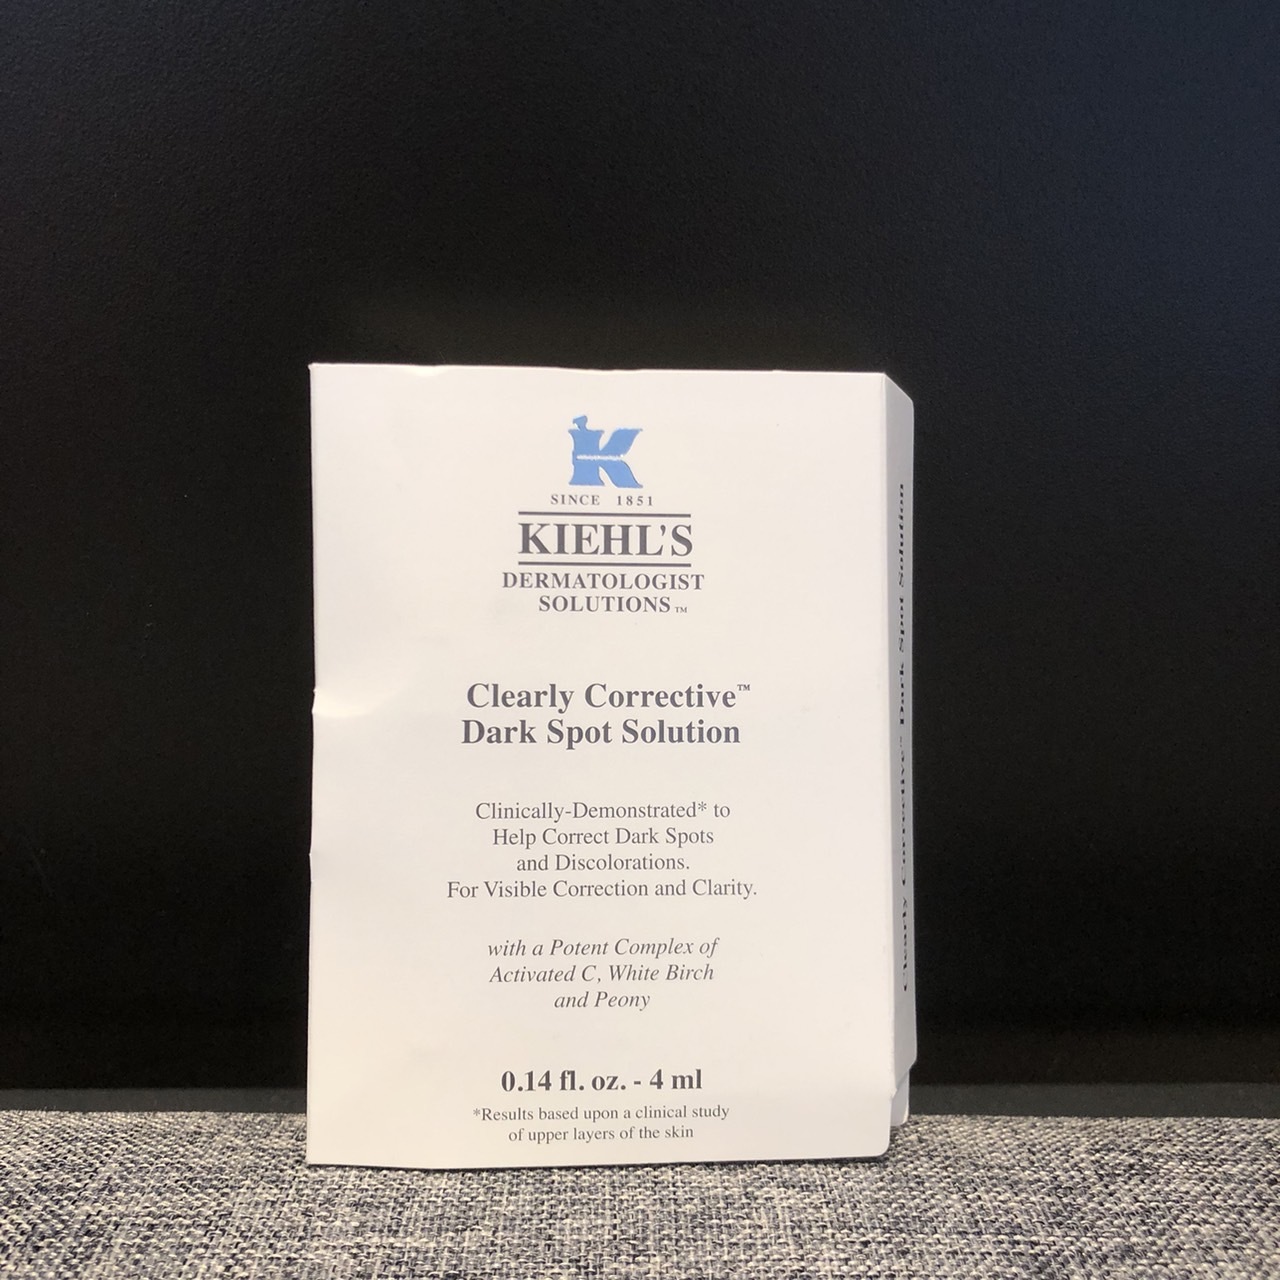 K
SINCE 1851
KIEHL'S
DERMATOLOGIST
SOLUTIONS™
Clearly Corrective™
Dark Spot Solution
Clinically-Demonstrated* to
Help Correct Dark Spots
and Discolorations.
For Visible Correction and Clarity.
with a Potent Complex of
Activated C, White Birch
and Peony
0.14 fl. oz. - 4 ml
*Results based upon a clinical study
of upper layers of the skin
Clearly Corrective™ Dark Spot Solution